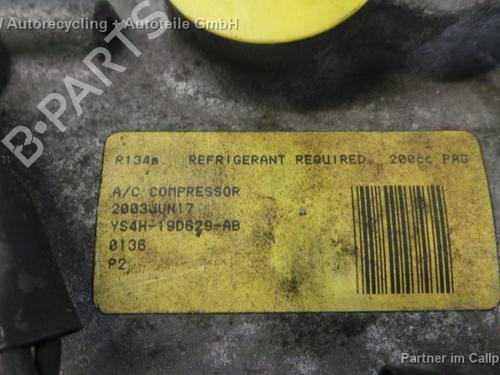 Autorecycling + Autoteile GmbH
R134a REFRIGERANT REQUIRED. 200cc PAG
A/C COMPRESSOR
2003JUN17
YS4H-19D629-AB
0136
P2
B-PARTS
Partner im Callp